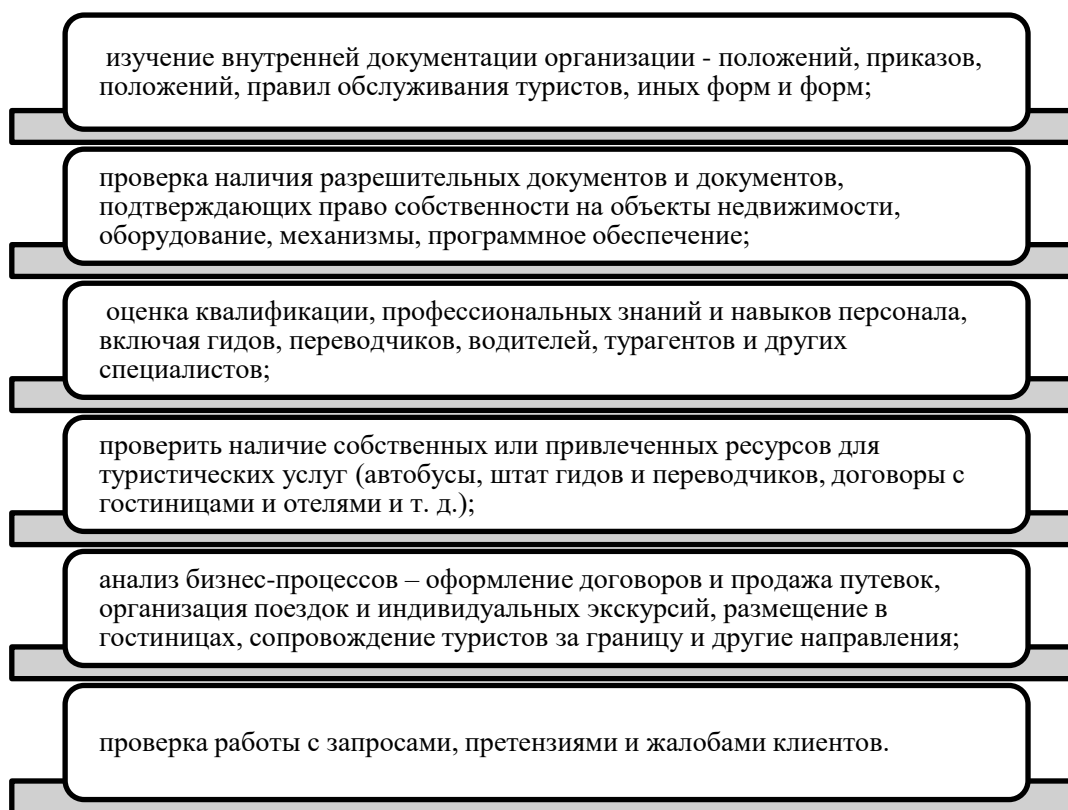 изучение внутренней документации организации - положений, приказов,
положений, правил обслуживания туристов, иных форм и форм;
проверка наличия разрешительных документов и документов,
подтверждающих право собственности на объекты недвижимости,
оборудование, механизмы, программное обеспечение;
оценка квалификации, профессиональных знаний и навыков персонала,
включая гидов, переводчиков, водителей, турагентов и других
специалистов;
проверить наличие собственных или привлеченных ресурсов для
туристических услуг (автобусы, штат гидов и переводчиков, договоры с
гостиницами и отелями и т. д.);
анализ бизнес-процессов – оформление договоров и продажа путевок,
организация поездок и индивидуальных экскурсий, размещение в
гостиницах, сопровождение туристов за границу и другие направления;
проверка работы с запросами, претензиями и жалобами клиентов.